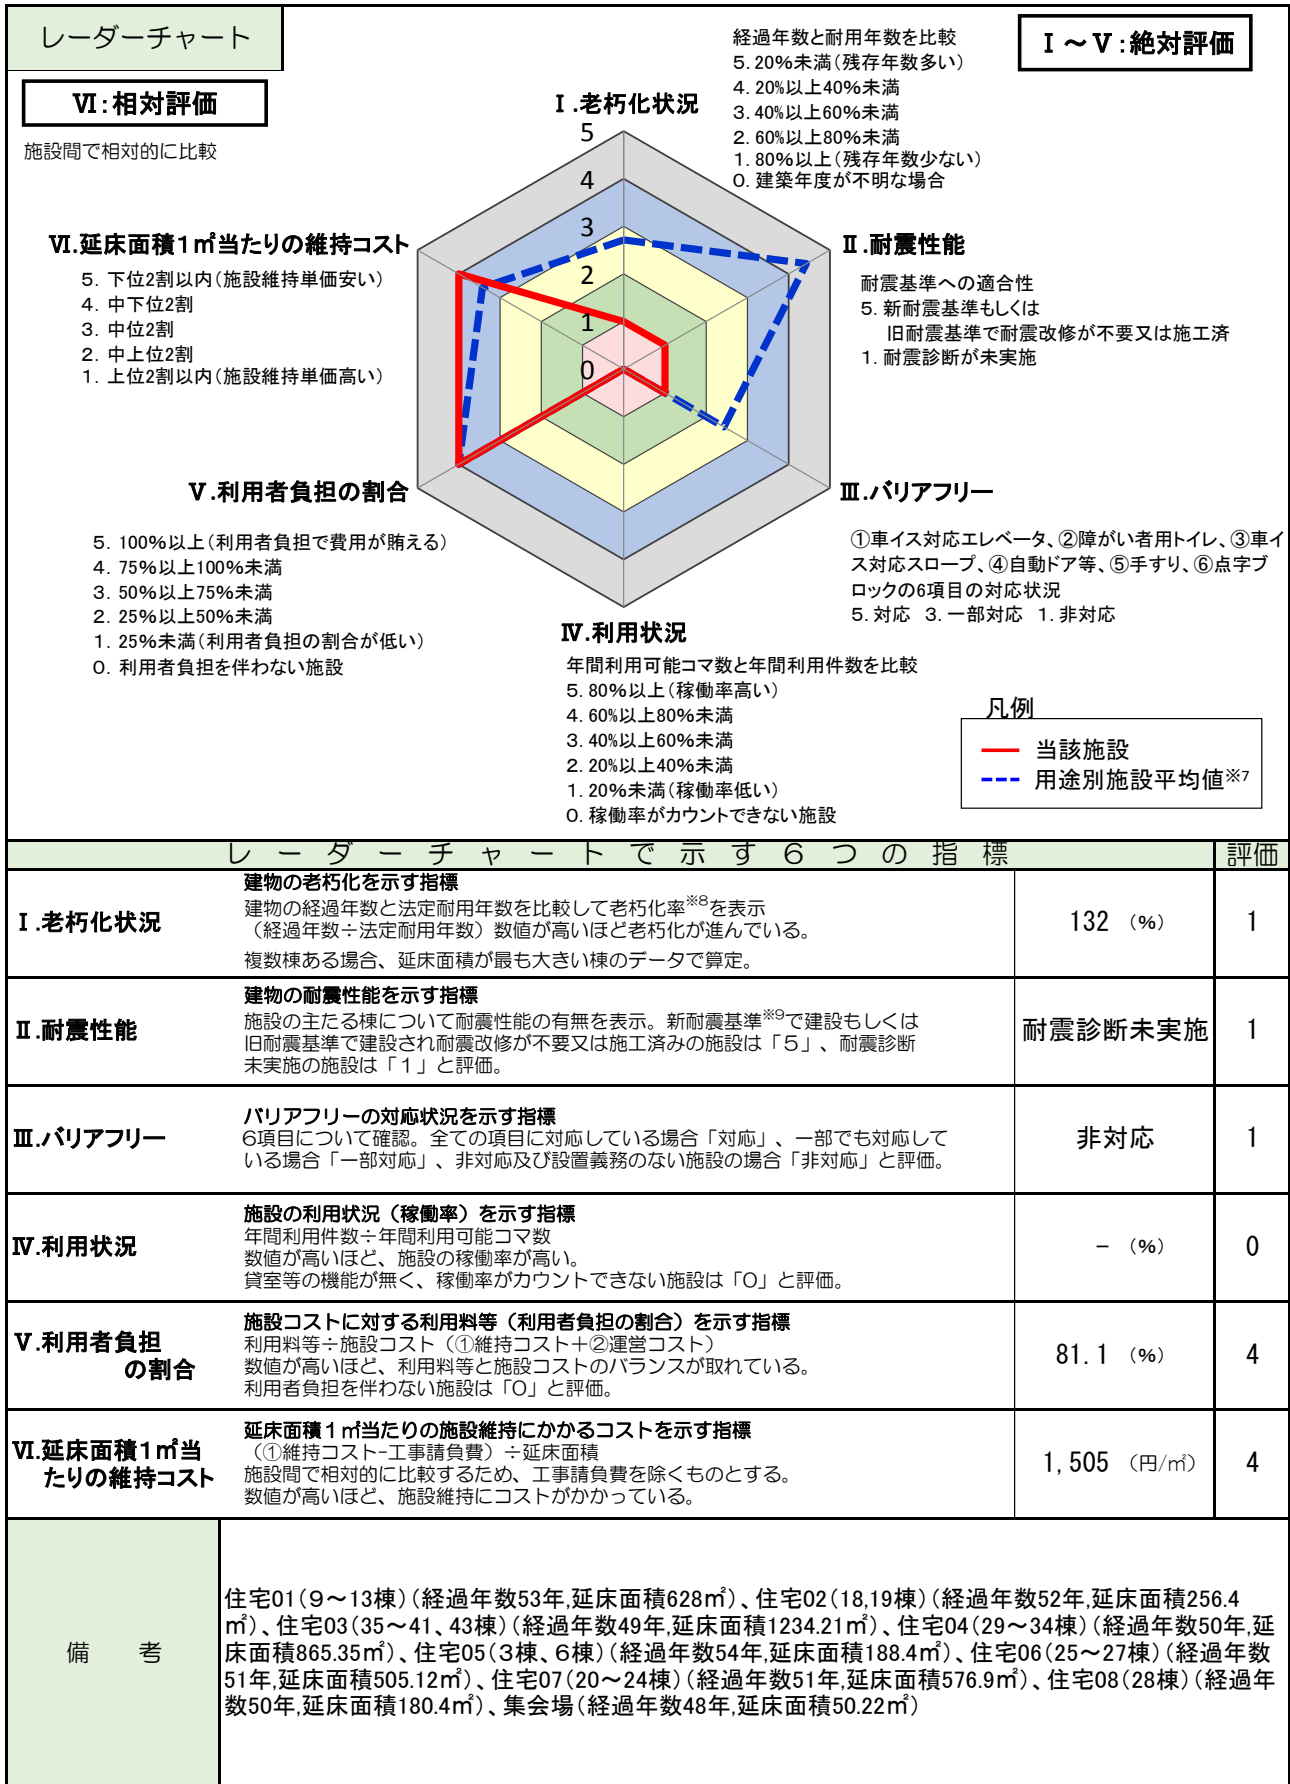 レーダーチャート
Ⅰ～Ⅴ：絶対評価
Ⅵ：相対評価
施設間で相対的に比較
Ⅰ.老朽化状況
経過年数と耐用年数を比較
5.20%未満（残存年数多い）
4.20%以上40%未満
3.40%以上60%未満
2.60%以上80%未満
1.80%以上（残存年数少ない）
0.建築年度が不明な場合
5
4
3
2
1
0
Ⅱ.耐震性能
耐震基準への適合性
5.新耐震基準もしくは
旧耐震基準で耐震改修が不要又は施工済
1.耐震診断が未実施
Ⅵ.延床面積1㎡当たりの維持コスト
5.下位2割以内（施設維持単価安い）
4.中下位2割
3.中位2割
2.中上位2割
1.上位2割以内（施設維持単価高い）
Ⅴ.利用者負担の割合
5.100%以上（利用者負担で費用が賄える）
4.75%以上100%未満
3.50%以上75%未満
2.25%以上50%未満
1.25%未満（利用者負担の割合が低い）
0.利用者負担を伴わない施設
Ⅲ.バリアフリー
①車イス対応エレベータ、②障がい者用トイレ、③車イ
ス対応スロープ、④自動ドア等、⑤手すり、⑥点字ブ
ロックの6項目の対応状況
5.対応 3.一部対応 1.非対応
Ⅳ.利用状況
年間利用可能コマ数と年間利用件数を比較
5.80%以上（稼働率高い）
4.60%以上80%未満
3.40%以上60%未満
2.20%以上40%未満
1.20%未満（稼働率低い）
0.稼働率がカウントできない施設
凡例
当該施設
用途別施設平均値※7
レーダーチャートで示す6つの指標 評価
Ⅰ.老朽化状況
建物の老朽化を示す指標
建物の経過年数と法定耐用年数を比較して老朽化率※8を表示
（経過年数÷法定耐用年数）数値が高いほど老朽化が進んでいる。
複数棟ある場合、延床面積が最も大きい棟のデータで算定。
132 （%） 1
Ⅱ.耐震性能
建物の耐震性能を示す指標
施設の主たる棟について耐震性能の有無を表示。新耐震基準※9で建設もしくは
旧耐震基準で建設され耐震改修が不要又は施工済みの施設は「5」、耐震診断
未実施の施設は「1」と評価。
耐震診断未実施 1
Ⅲ.バリアフリー
バリアフリーの対応状況を示す指標
6項目について確認。全ての項目に対応している場合「対応」、一部でも対応して
いる場合「一部対応」、非対応及び設置義務のない施設の場合「非対応」と評価。
非対応 1
Ⅳ.利用状況
施設の利用状況（稼働率）を示す指標
年間利用件数÷年間利用可能コマ数
数値が高いほど、施設の稼働率が高い。
貸室等の機能が無く、稼働率がカウントできない施設は「0」と評価。
－ （%） 0
Ⅴ.利用者負担
の割合
施設コストに対する利用料等（利用者負担の割合）を示す指標
利用料等÷施設コスト（①維持コスト+②運営コスト）
数値が高いほど、利用料等と施設コストのバランスが取れている。
利用者負担を伴わない施設は「0」と評価。
81.1 （%） 4
Ⅵ.延床面積1㎡当
たりの維持コスト
延床面積1㎡当たりの施設維持にかかるコストを示す指標
（①維持コスト−工事請負費）÷延床面積
施設間で相対的に比較するため、工事請負費を除くものとする。
数値が高いほど、施設維持にコストがかかっている。
1,505 （円/㎡） 4
備 考
住宅01（9～13棟）（経過年数53年,延床面積628㎡）、住宅02（18,19棟）（経過年数52年,延床面積256.4
㎡）、住宅03（35～41、43棟）（経過年数49年,延床面積1234.21㎡）、住宅04（29～34棟）（経過年数50年,延
床面積865.35㎡）、住宅05（3棟、6棟）（経過年数54年,延床面積188.4㎡）、住宅06（25～27棟）（経過年数
51年,延床面積505.12㎡）、住宅07（20～24棟）（経過年数51年,延床面積576.9㎡）、住宅08（28棟）（経過年
数50年,延床面積180.4㎡）、集会場（経過年数48年,延床面積50.22㎡）